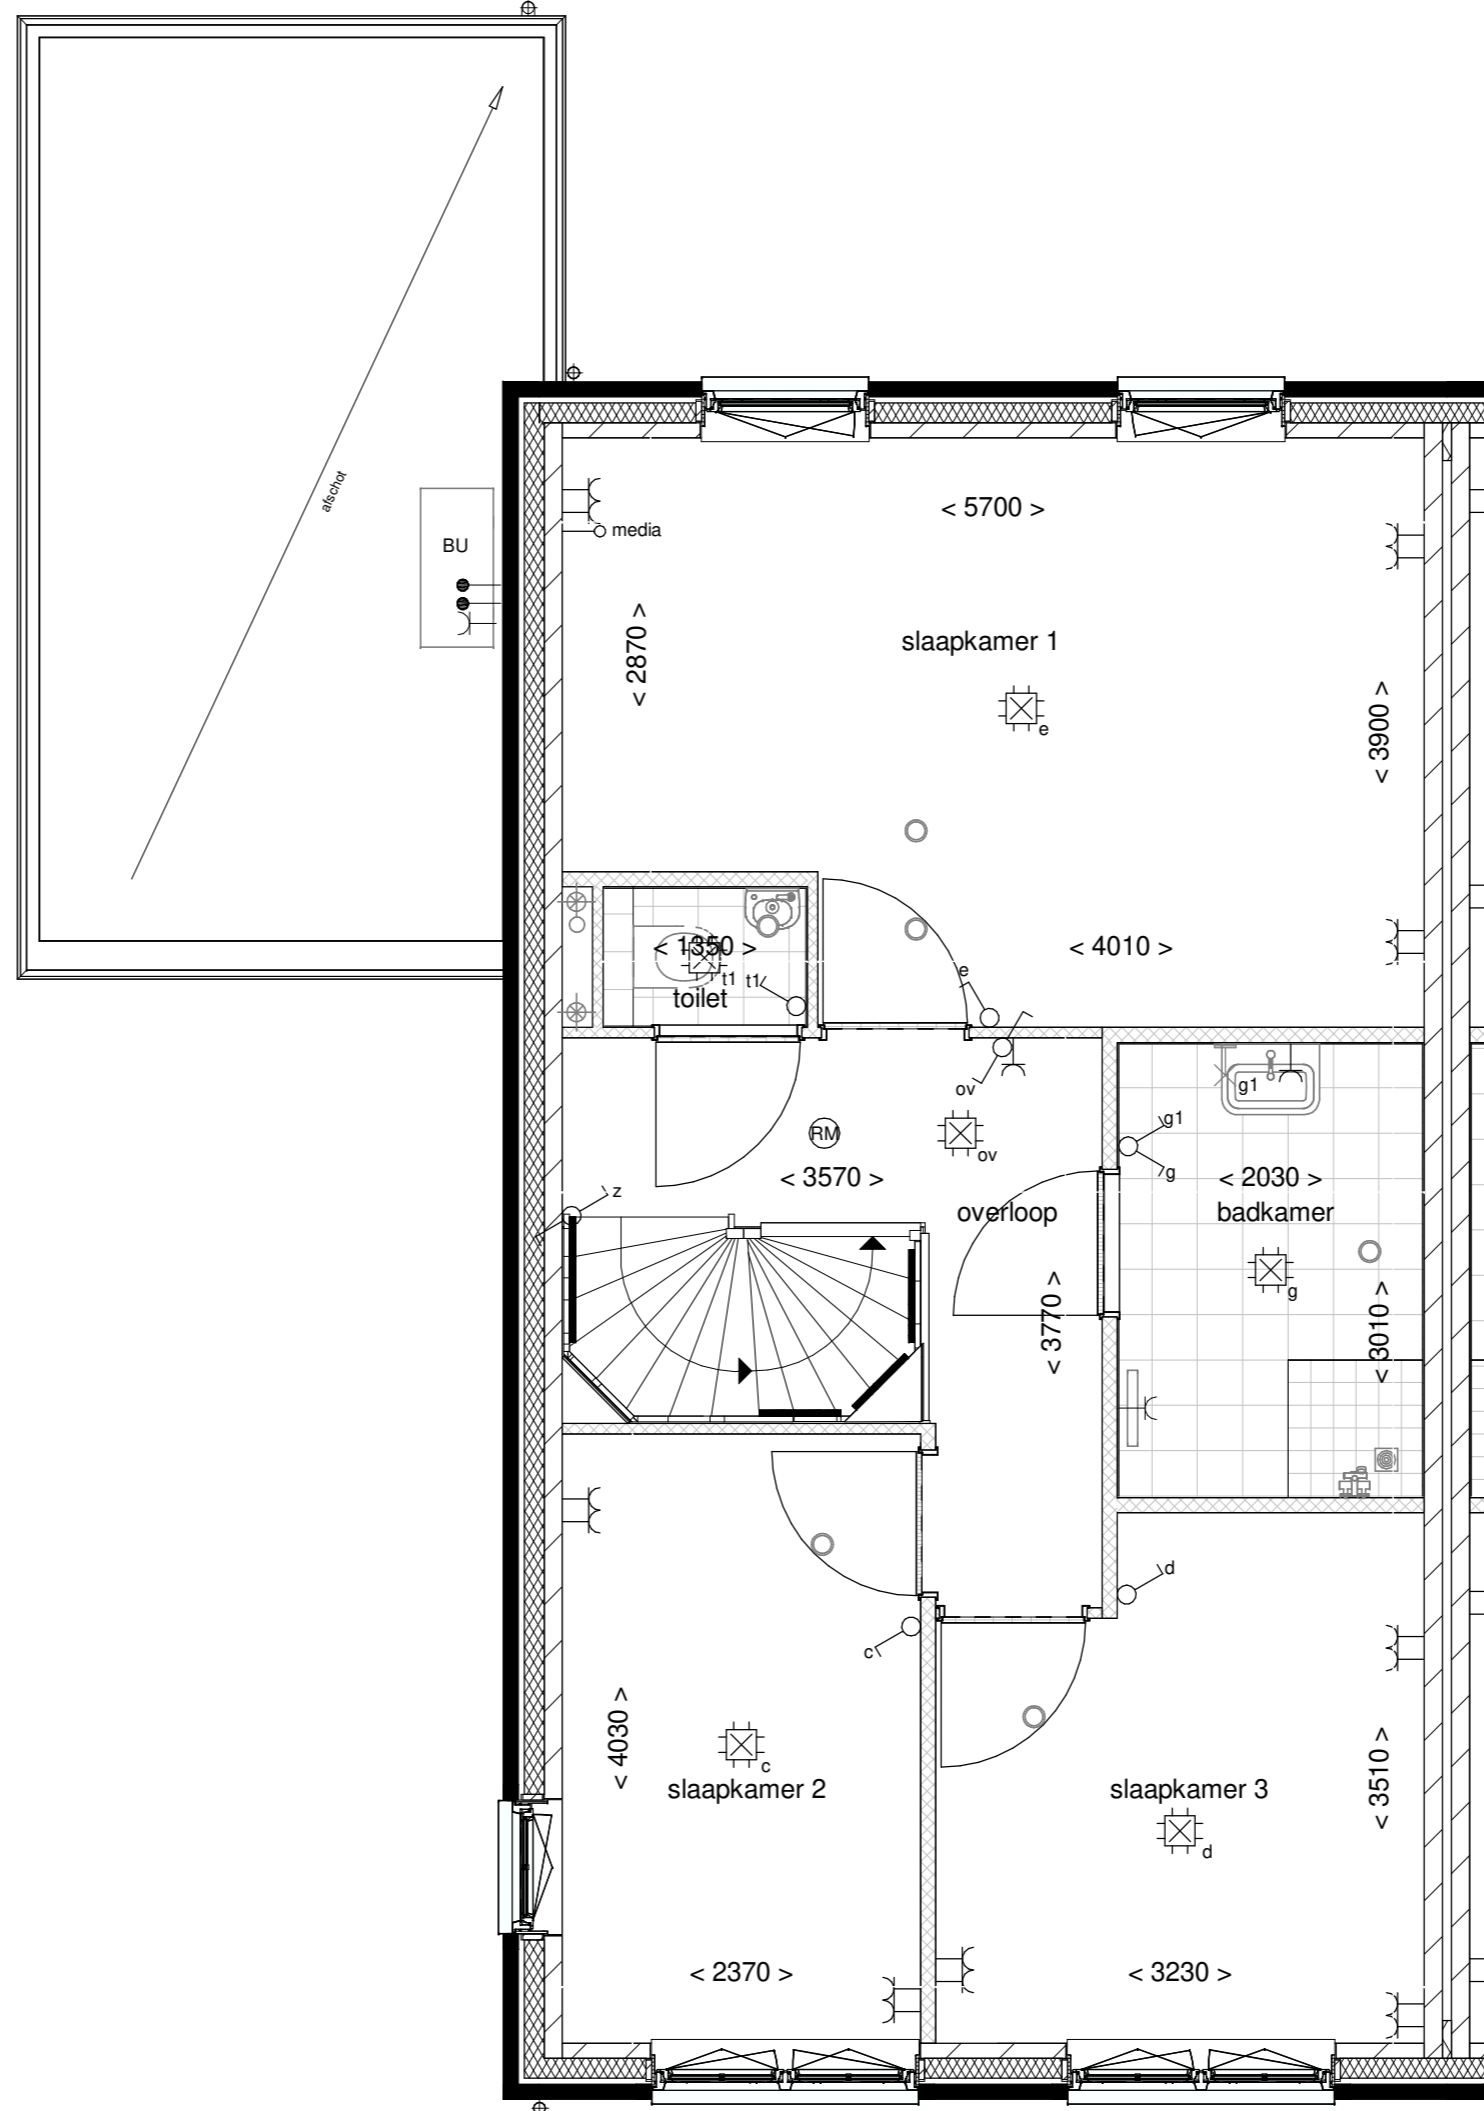 afschot
BU
media
< 5700 >
< 2870 >
slaapkamer 1
e
< 3900 >
< 1350 >
t1
t1
toilet
e
< 4010 >
ov
RM
ov
g1
g1
g
< 3570 >
overloop
< 2030 >
badkamer
z
g
< 3770 >
< 3010 >
d
c
< 4030 >
c
slaapkamer 2
slaapkamer 3
d
< 3510 >
< 2370 >
< 3230 >